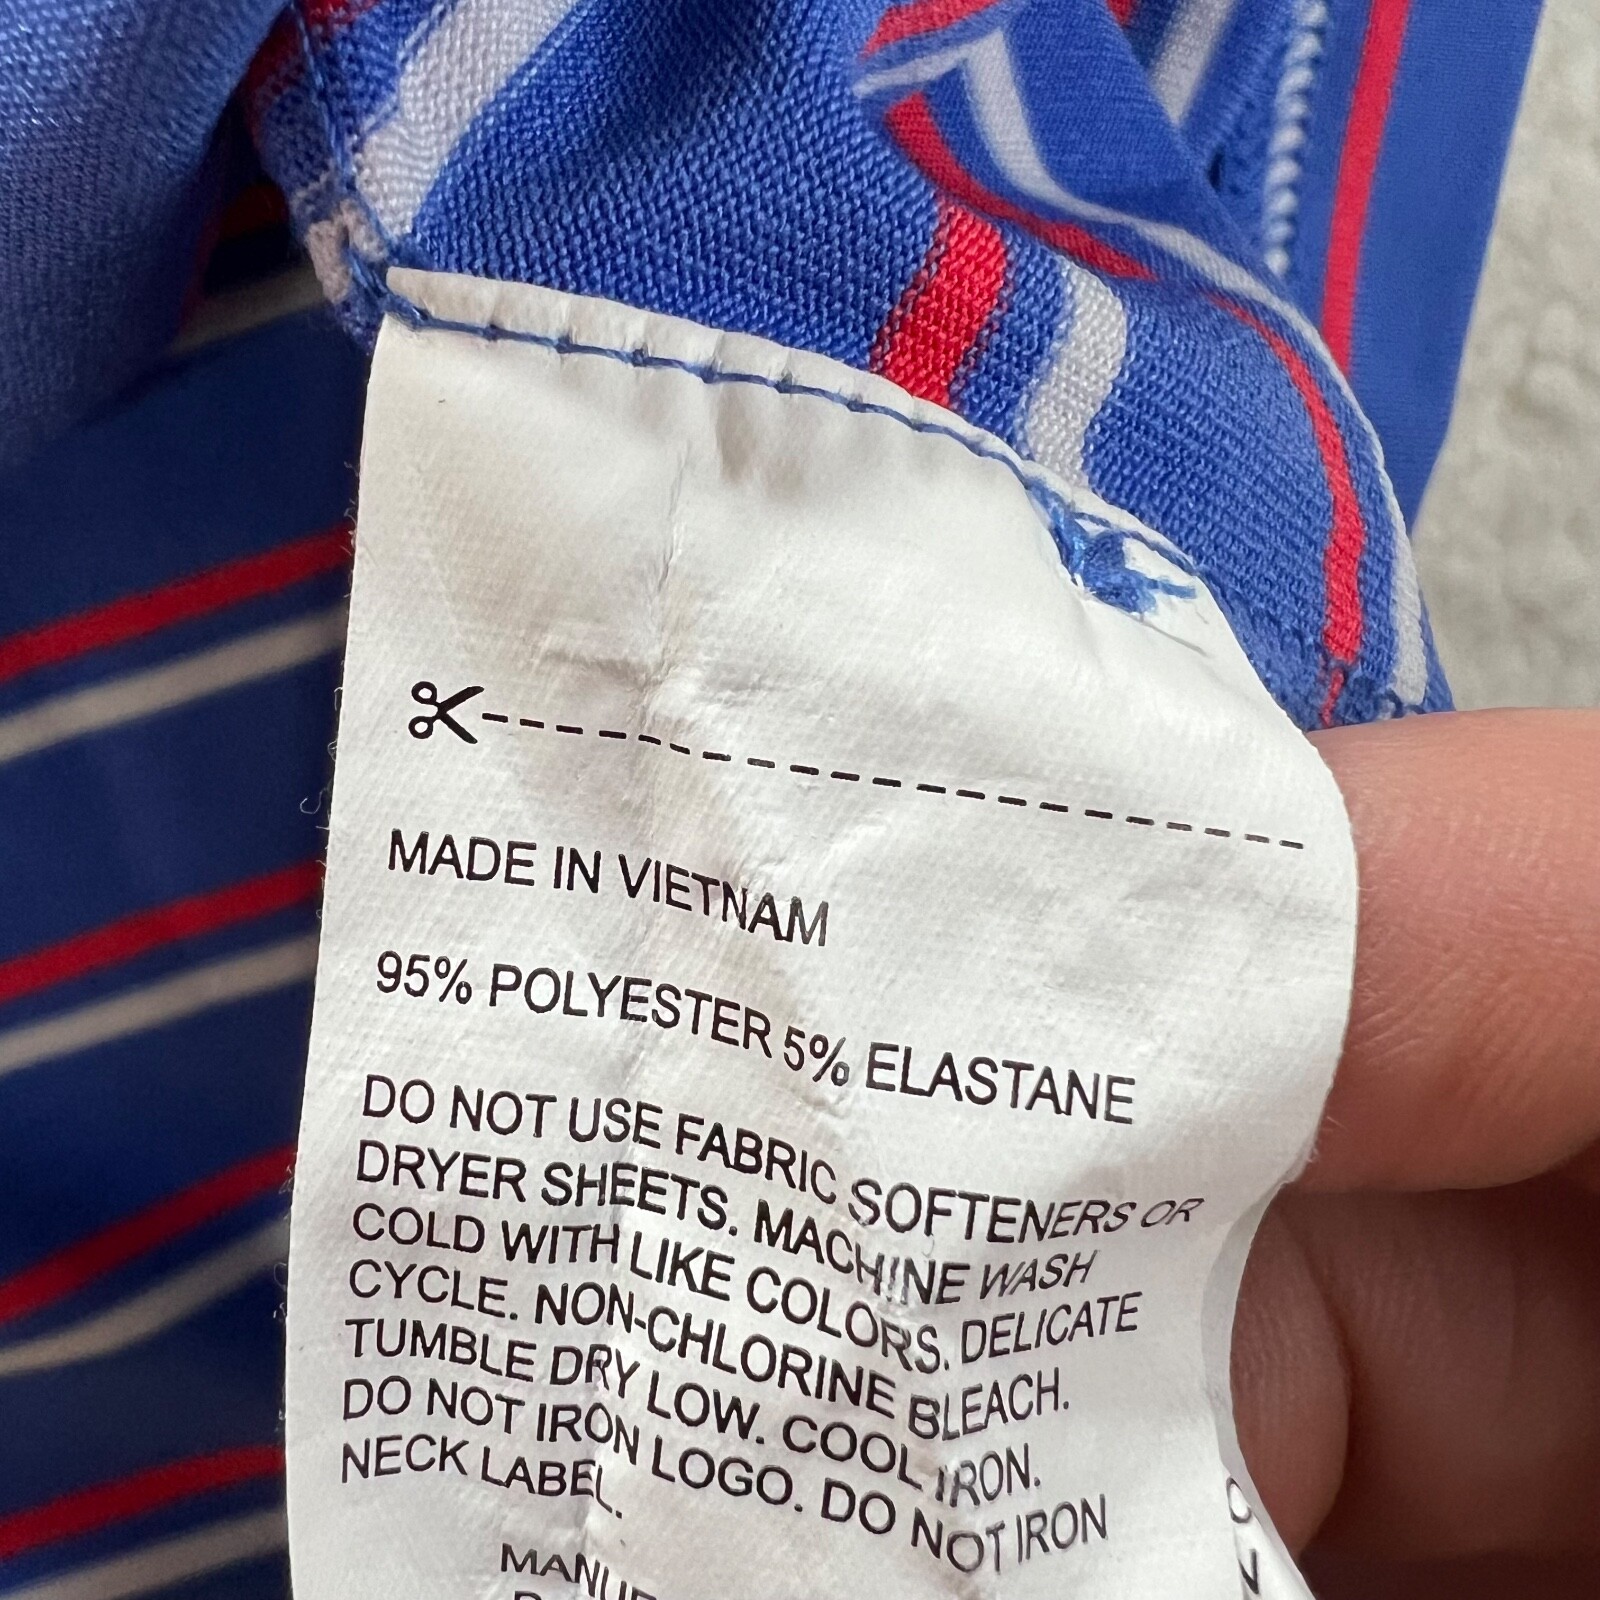 MADE IN VIETNAM
95% POLYESTER 5% ELASTANE
DO NOT USE FABRIC SOFTENERS OR
DRYER SHEETS. MACHINE WASH
COLD WITH LIKE COLORS. DELICATE
CYCLE. NON-CHLORINE BLEACH.
TUMBLE DRY LOW. COOL IRON.
DO NOT IRON LOGO. DO NOT IRON
NECK LABEL.